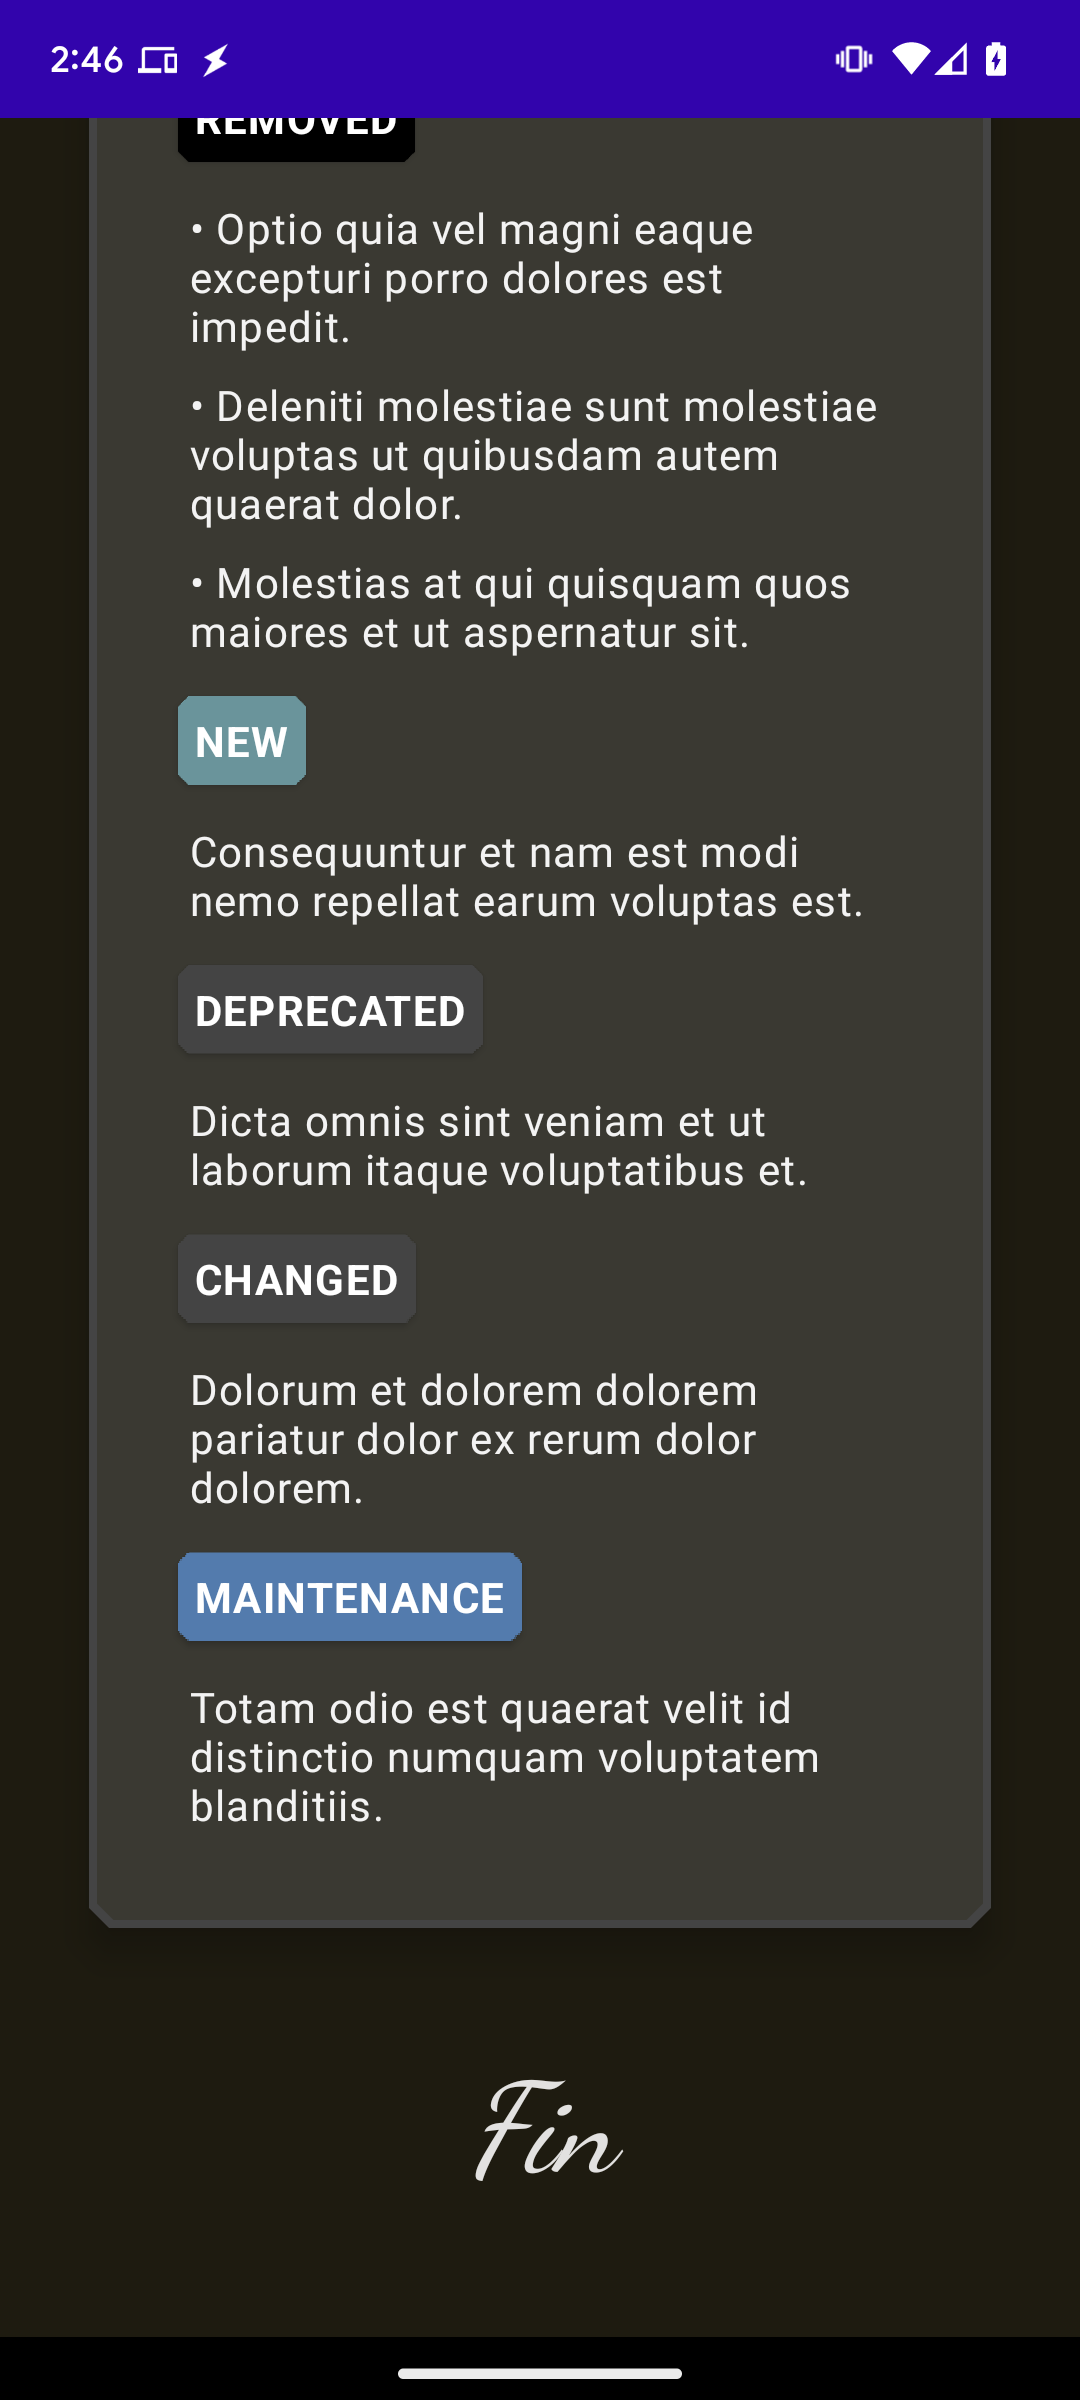 2:46
REMOVED
• Optio quia vel magni eaque
excepturi porro dolores est
impedit.
• Deleniti molestiae sunt molestiae
voluptas ut quibusdam autem
quaerat dolor.
• Molestias at qui quisquam quos
maiores et ut aspernatur sit.
NEW
Consequuntur et nam est modi
nemo repellat earum voluptas est.
DEPRECATED
Dicta omnis sint veniam et ut
laborum itaque voluptatibus et.
CHANGED
Dolorum et dolorem dolorem
pariatur dolor ex rerum dolor
dolorem.
MAINTENANCE
Totam odio est quaerat velit id
distinctio numquam voluptatem
blanditiis.
Fin